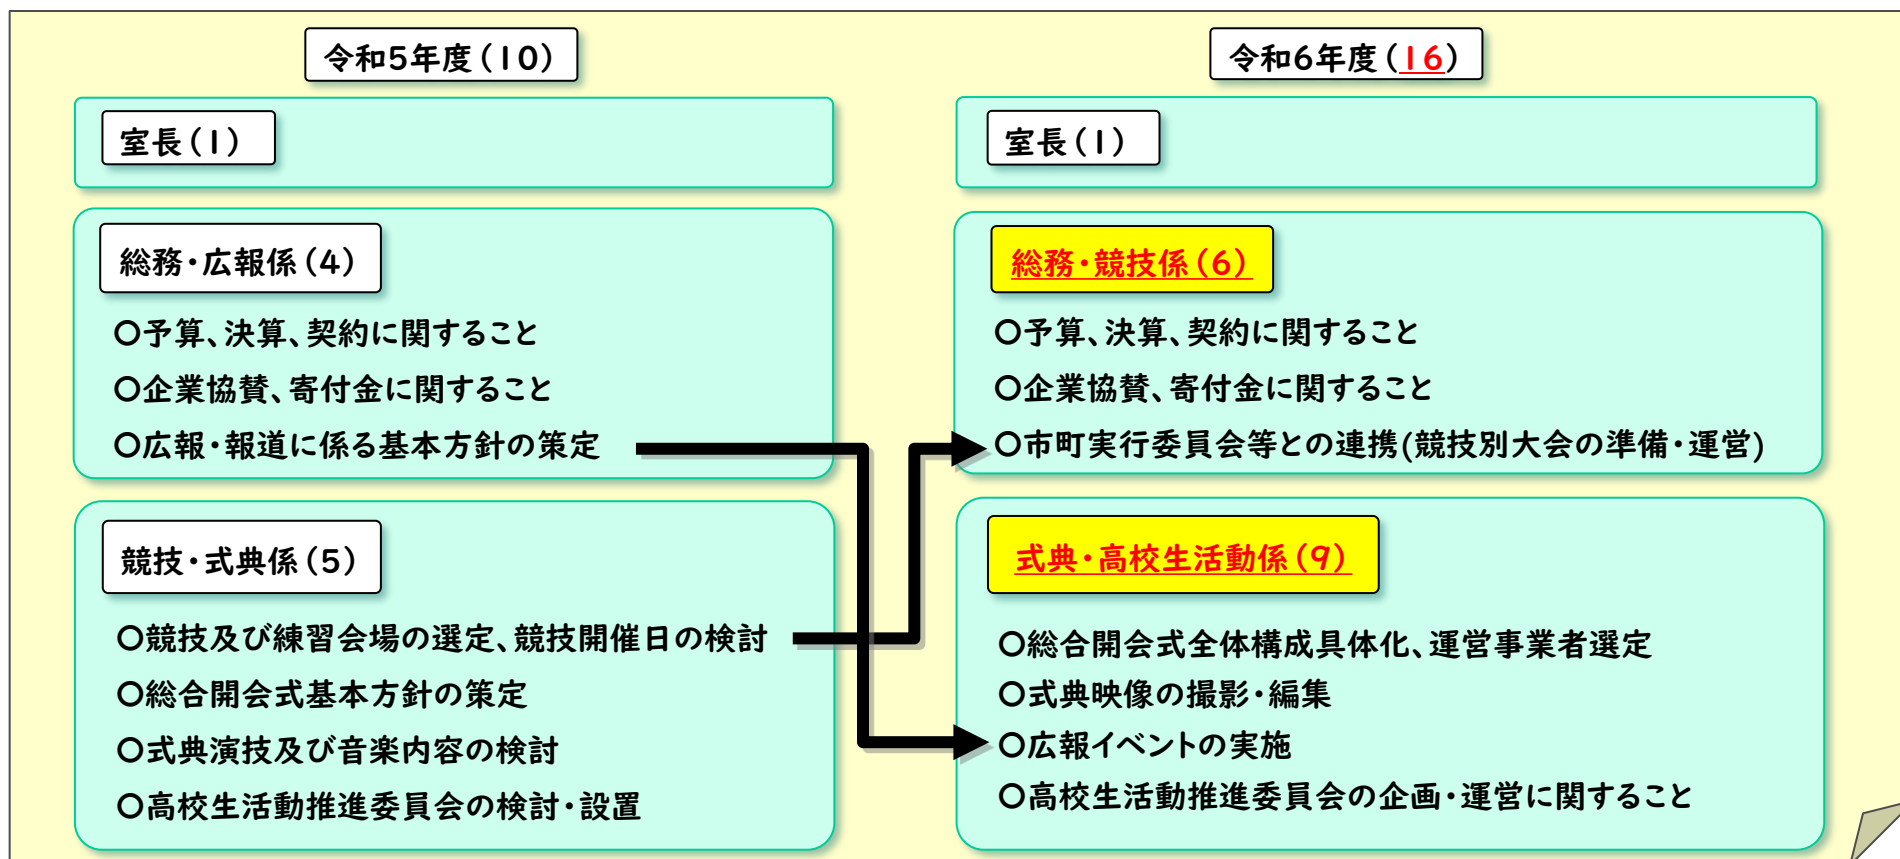 令和5年度(10)
室長(1)
総務・広報係(4)
〇予算、決算、契約に関すること
〇企業協賛、寄付金に関すること
〇広報・報道に係る基本方針の策定
競技・式典係(5)
〇競技及び練習会場の選定、競技開催日の検討
〇総合開会式基本方針の策定
〇式典演技及び音楽内容の検討
〇高校生活動推進委員会の検討・設置
令和6年度(16)
室長(1)
総務・競技係(6)
〇予算、決算、契約に関すること
〇企業協賛、寄付金に関すること
〇市町実行委員会等との連携(競技別大会の準備・運営)
式典・高校生活動係(9)
〇総合開会式全体構成具体化、運営事業者選定
〇式典映像の撮影・編集
〇広報イベントの実施
〇高校生活動推進委員会の企画・運営に関すること